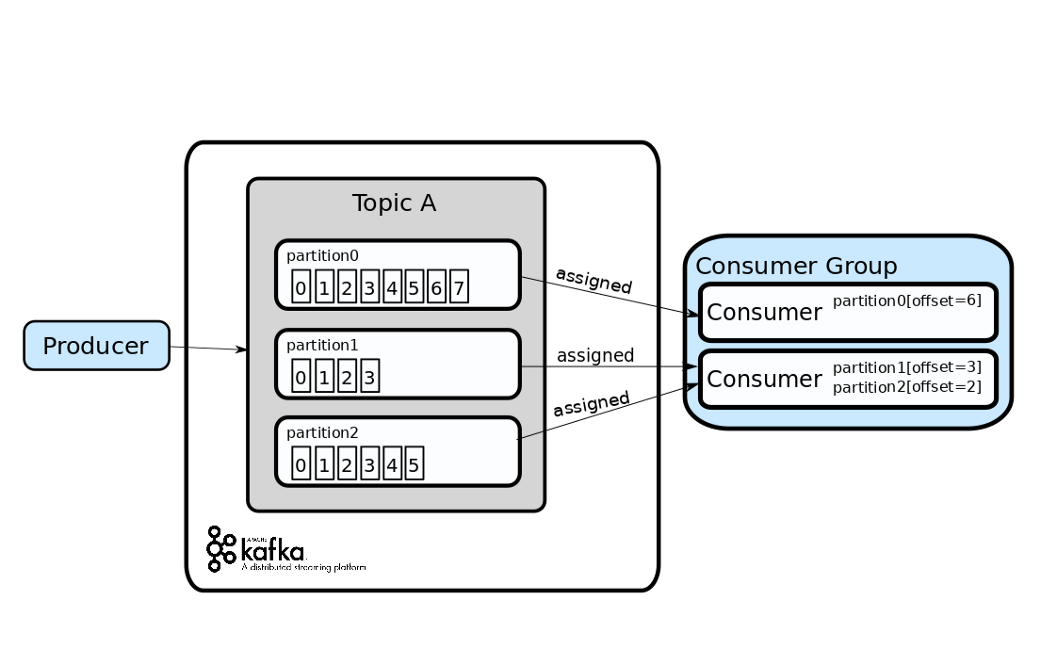 Topic A
partition0
0 1 2 3 4 5 6 7
assigned
Consumer Group
Consumer partition0[offset=6]
Producer
partition1
0 1 2 3
assigned
Consumer partition1[offset=3]
partition2[offset=2]
assigned
partition2
0 1 2 3 4 5
APACHE
kafka
A distributed streaming platform